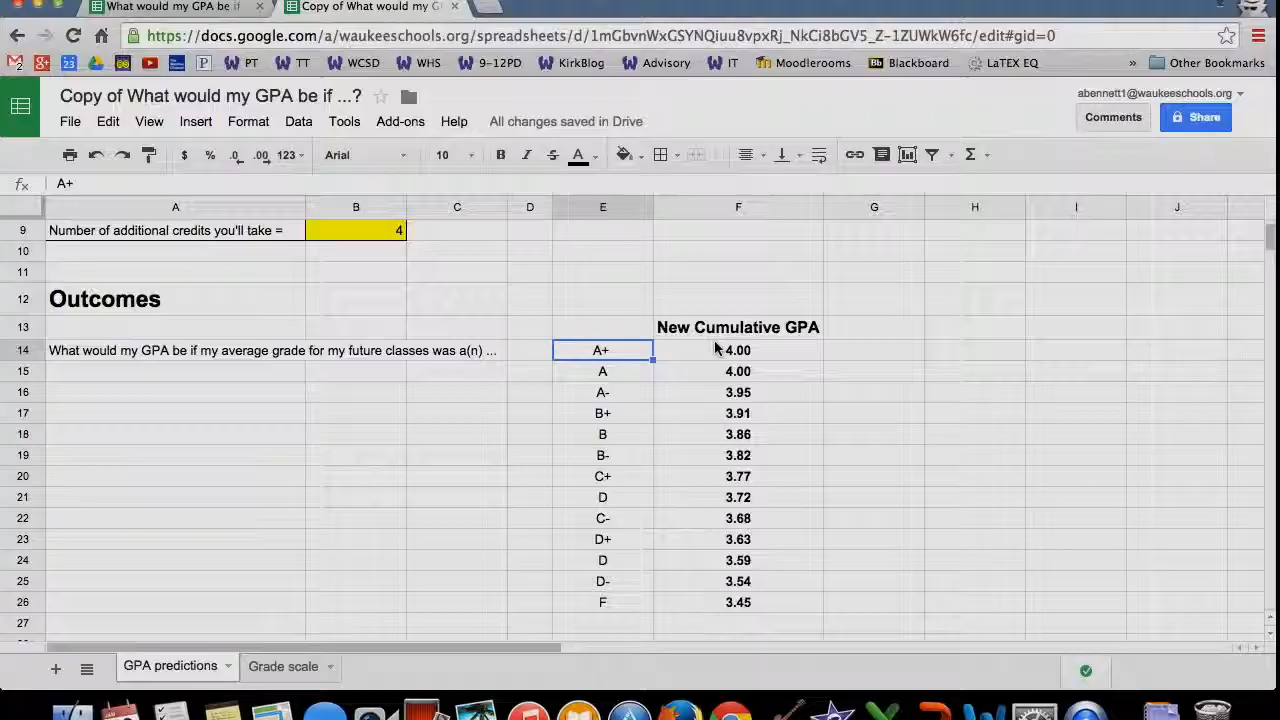 What would my GPA be if
Copy of What would my G
https://docs.google.com/a/waukeeschools.org/spreadsheets/d/1mGbvnWxGSYNQiuu8vpxRj_NkCi8bGV5_Z-1ZUWkW6fc/edit#gid=0
PT TT WCSD WHS 9-12PD KirkBlog Advisory IT Moodlerooms Blackboard LaTEX EQ » Other Bookmarks
Copy of What would my GPA be if ...?
abennett1@waukeeschools.org
File Edit View Insert Format Data Tools Add-ons Help All changes saved in Drive
Comments Share
$ % .0 .00 123 Arial 10 B I S A Σ
fx A+
A B C D E F G H I J
9 Number of additional credits you'll take = 4
10
11
12 Outcomes
13 New Cumulative GPA
14 What would my GPA be if my average grade for my future classes was a(n) ... A+ 4.00
15 A 4.00
16 A- 3.95
17 B+ 3.91
18 B 3.86
19 B- 3.82
20 C+ 3.77
21 D 3.72
22 C- 3.68
23 D+ 3.63
24 D 3.59
25 D- 3.54
26 F 3.45
27
GPA predictions Grade scale